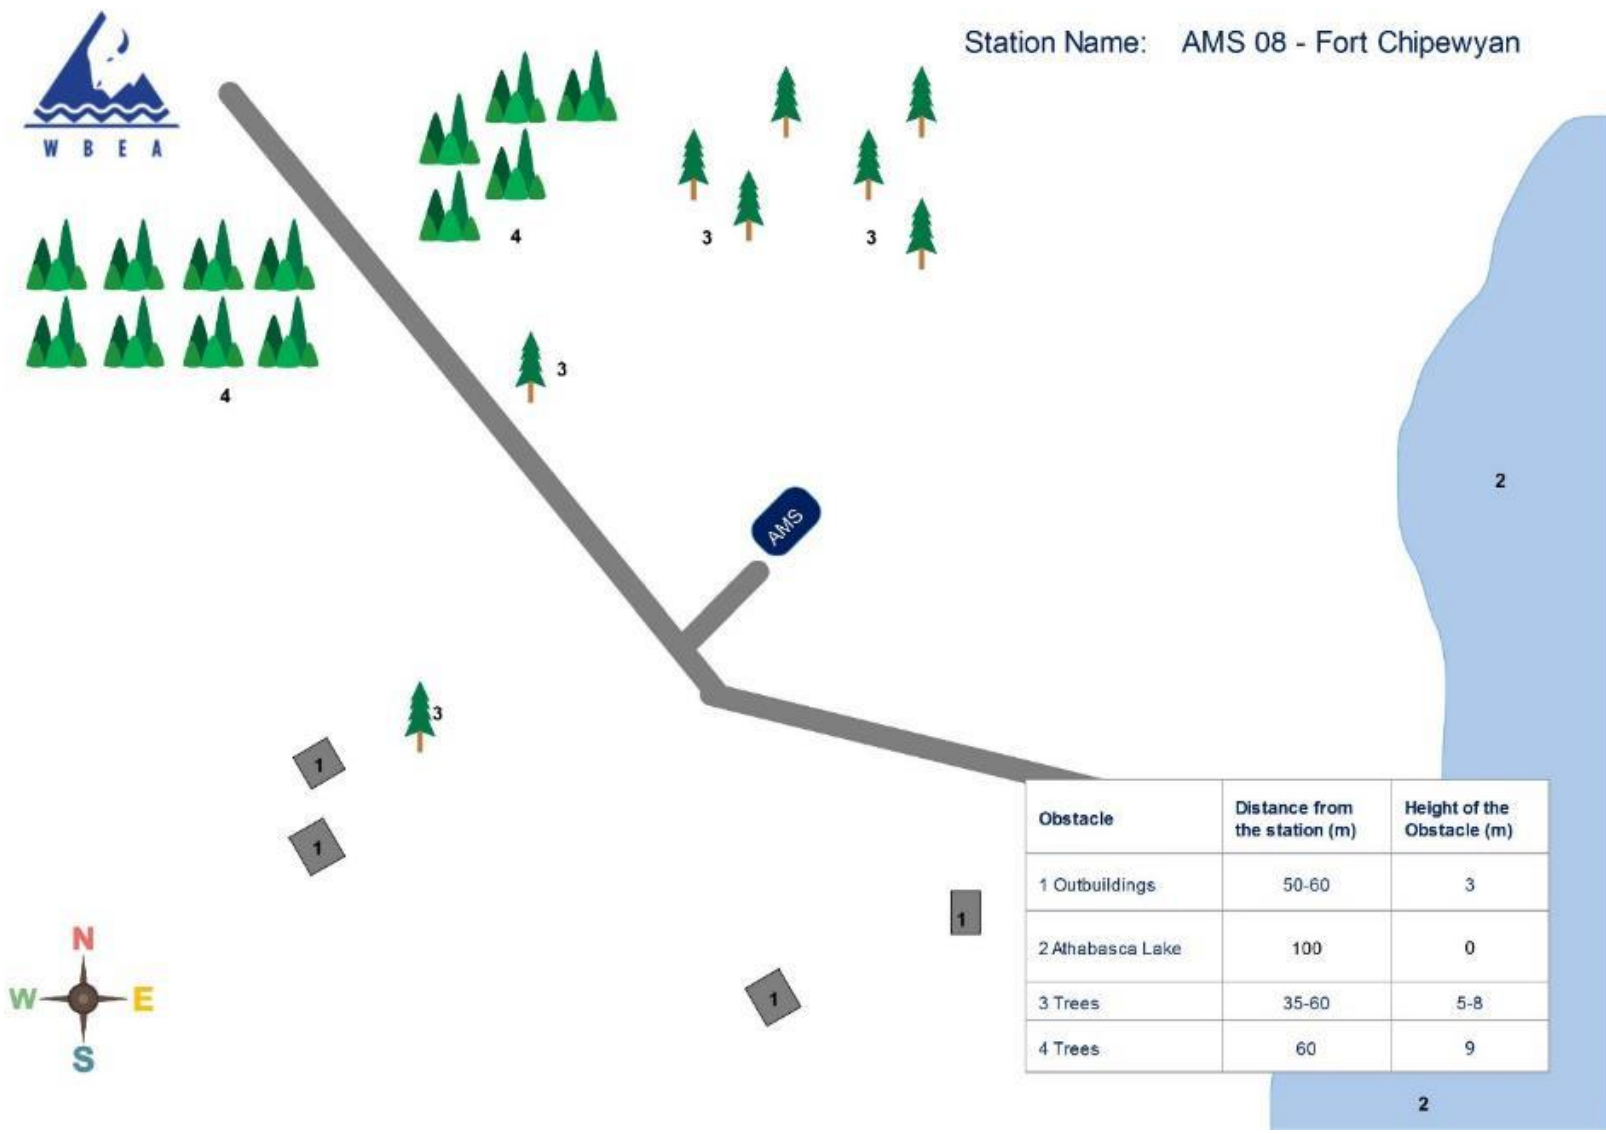 Station Name: AMS 08 - Fort Chipewyan
W B E A
4
3
3
4
3
2
AMS
3
1
1
1
1
N
W E
S
Obstacle
Distance from
the station (m)
Height of the
Obstacle (m)
1 Outbuildings 50-60 3
2 Athabasca Lake 100 0
3 Trees 35-60 5-8
4 Trees 60 9
2